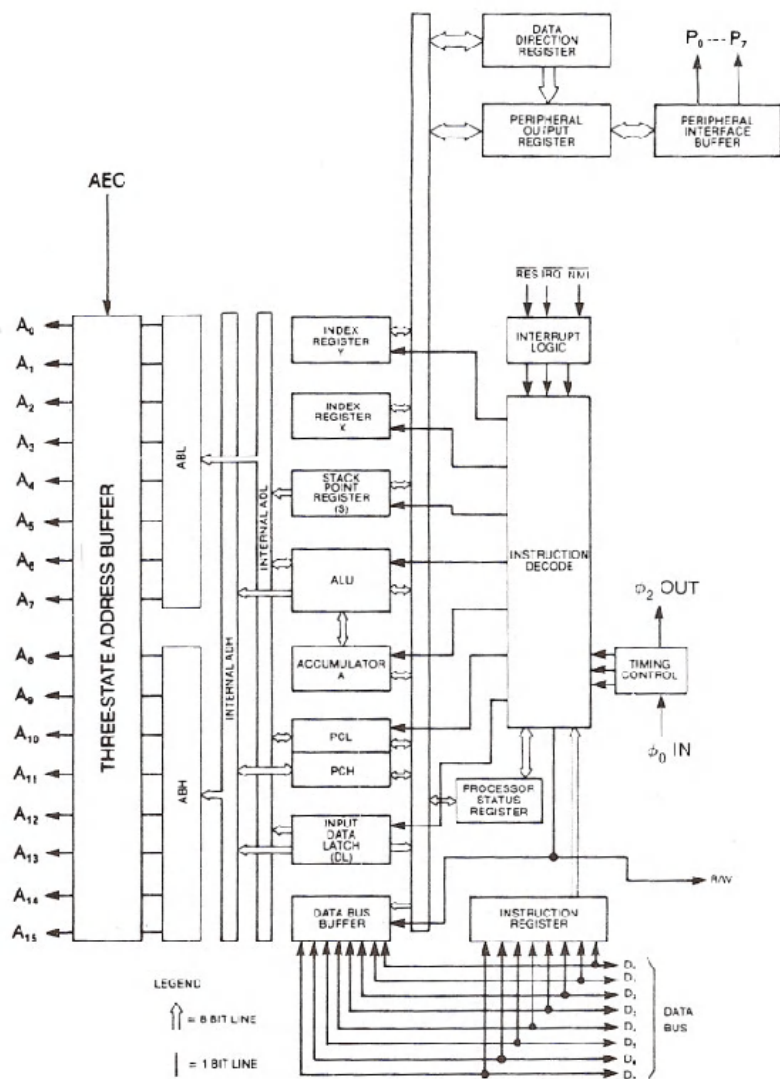 DATA
DIRECTION
REGISTER
P0 ---- P7
PERIPHERAL
OUTPUT
REGISTER
PERIPHERAL
INTERFACE
BUFFER
AEC
RES IRQ NMI
INTERRUPT
LOGIC
A0
A1
A2
A3
A4
A5
A6
A7
A8
A9
A10
A11
A12
A13
A14
A15
THREE-STATE ADDRESS BUFFER
ABL
ABH
INTERNAL ADH
INTERNAL ADL
INDEX
REGISTER
Y
INDEX
REGISTER
X
STACK
POINT
REGISTER
(S)
ALU
ACCUMULATOR
A
PCL
PCH
INPUT
DATA
LATCH
(DL)
DATA BUS
BUFFER
INSTRUCTION
DECODE
ϕ2 OUT
TIMING
CONTROL
ϕ0 IN
PROCESSOR
STATUS
REGISTER
R/W
INSTRUCTION
REGISTER
LEGEND
= 8 BIT LINE
= 1 BIT LINE
D
D
D2
D3
D
D5
D6
D
DATA
BUS